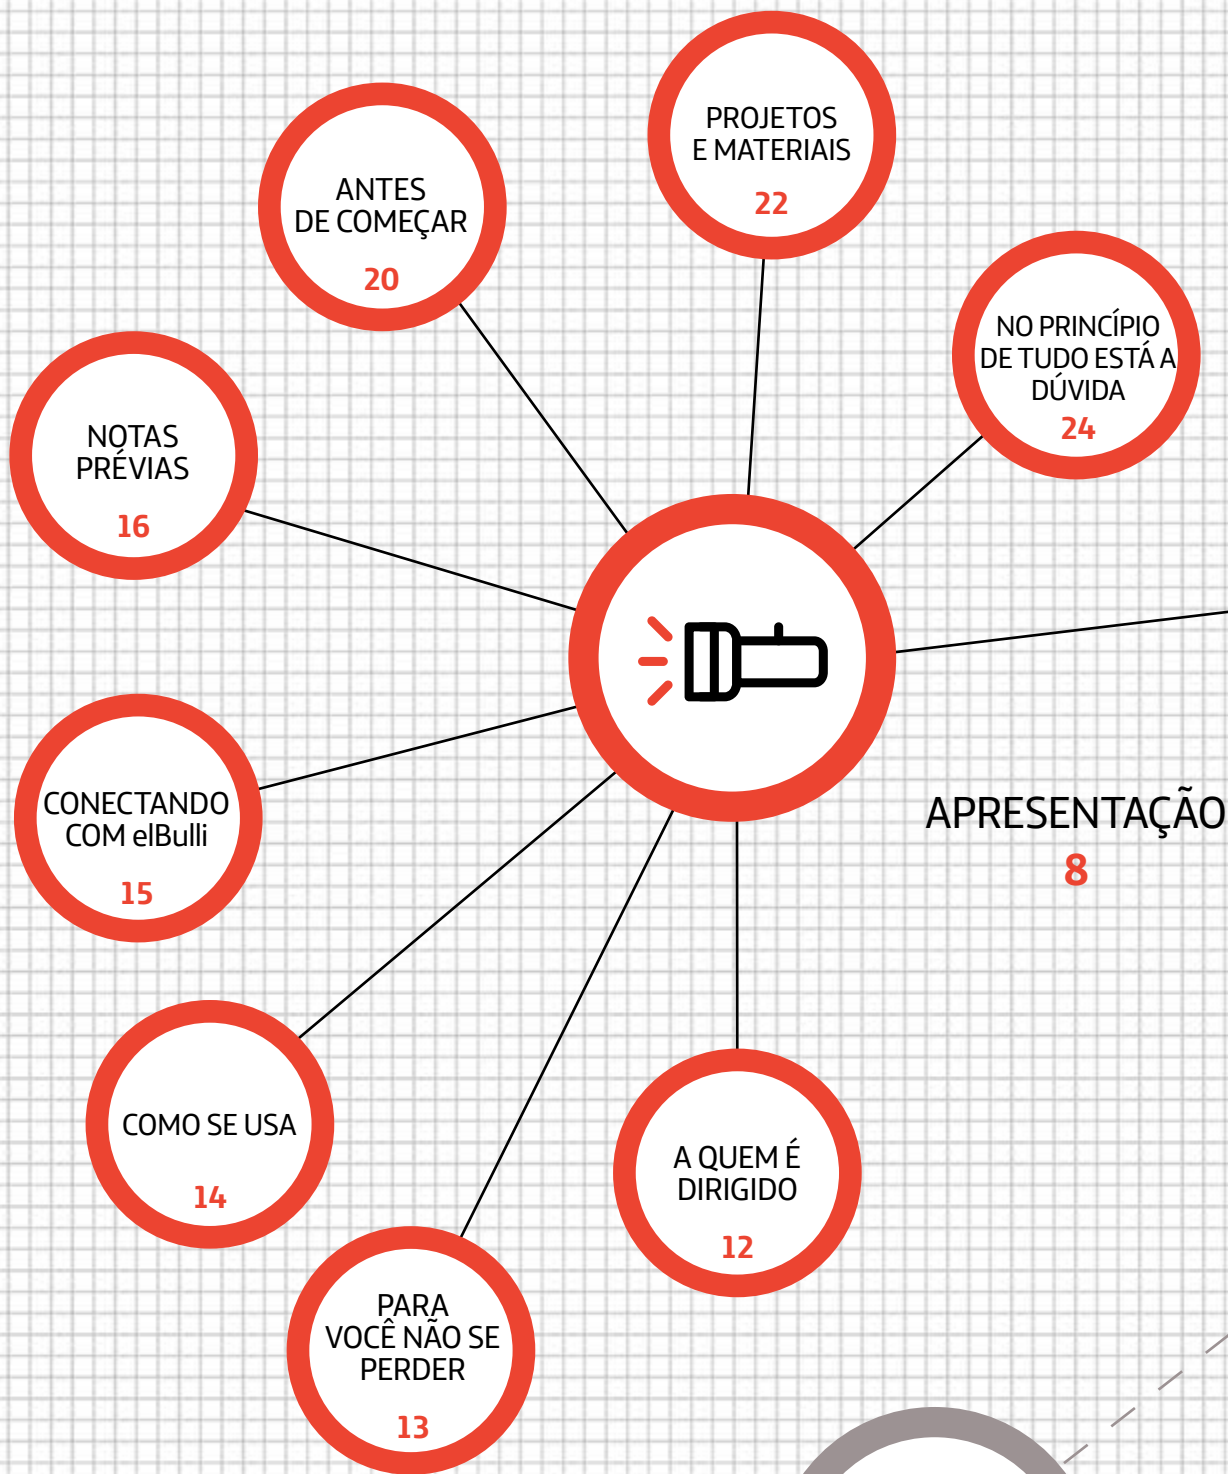 PROJETOS
E MATERIAIS
22
ANTES
DE COMEÇAR
20
NO PRINCÍPIO
DE TUDO ESTÁ A
DÚVIDA
24
NOTAS
PRÉVIAS
16
CONECTANDO
COM elBulli
15
APRESENTAÇÃO
8
COMO SE USA
14
A QUEM É
DIRIGIDO
12
PARA
VOCÊ NÃO SE
PERDER
13